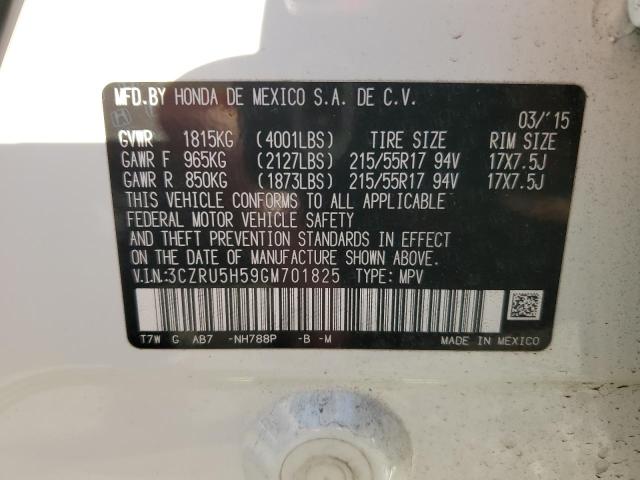 MFD.BY HONDA DE MEXICO S.A. DE C.V.
03/'15
GVWR 1815KG (4001LBS) TIRE SIZE RIM SIZE
GAWR F 965KG (2127LBS) 215/55R17 94V 17X7.5J
GAWR R 850KG (1873LBS) 215/55R17 94V 17X7.5J
THIS VEHICLE CONFORMS TO ALL APPLICABLE
FEDERAL MOTOR VEHICLE SAFETY
AND THEFT PREVENTION STANDARDS IN EFFECT
ON THE DATE OF MANUFACTURE SHOWN ABOVE.
V.I.N:3CZRU5H59GM701825 TYPE: MPV
T7W G AB7 -NH788P -B -M MADE IN MEXICO